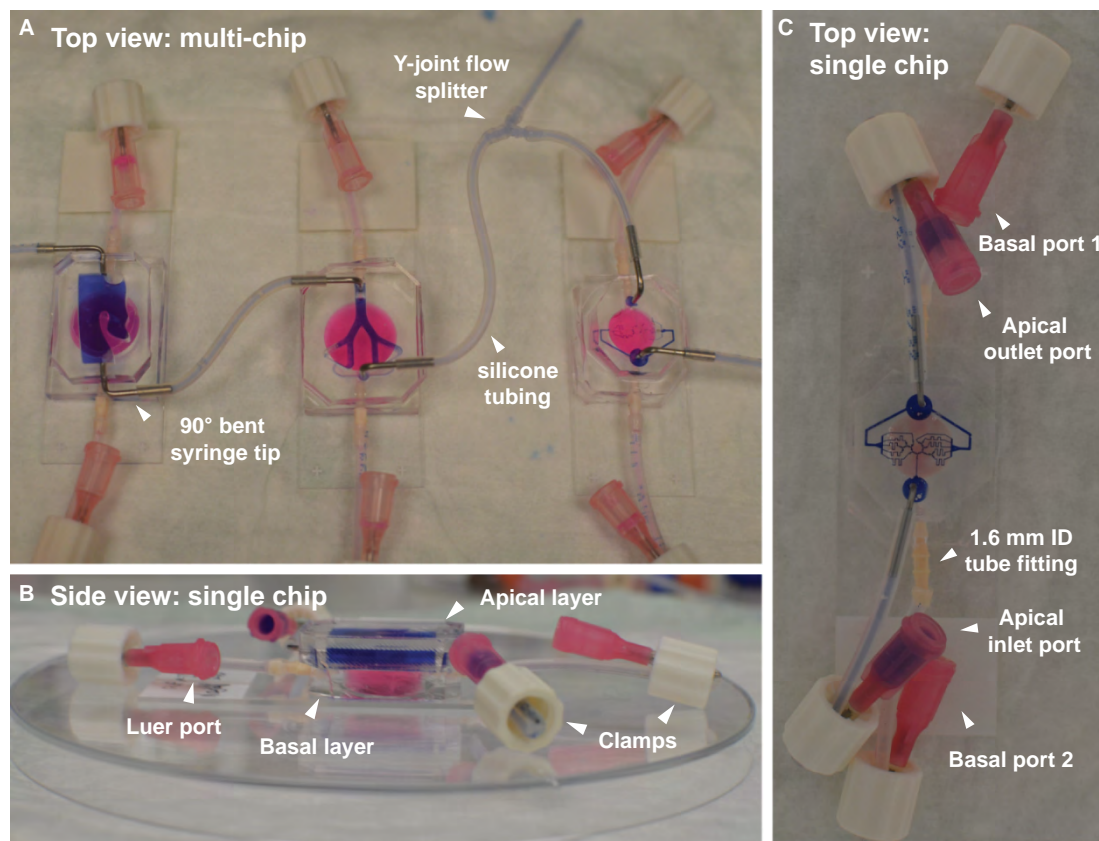 A Top view: multi-chip
Y-joint flow
splitter
silicone
tubing
90° bent
syringe tip
B Side view: single chip
Apical layer
Luer port
Basal layer
Clamps
C Top view:
single chip
Basal port 1
Apical
outlet port
1.6 mm ID
tube fitting
Apical
inlet port
Basal port 2